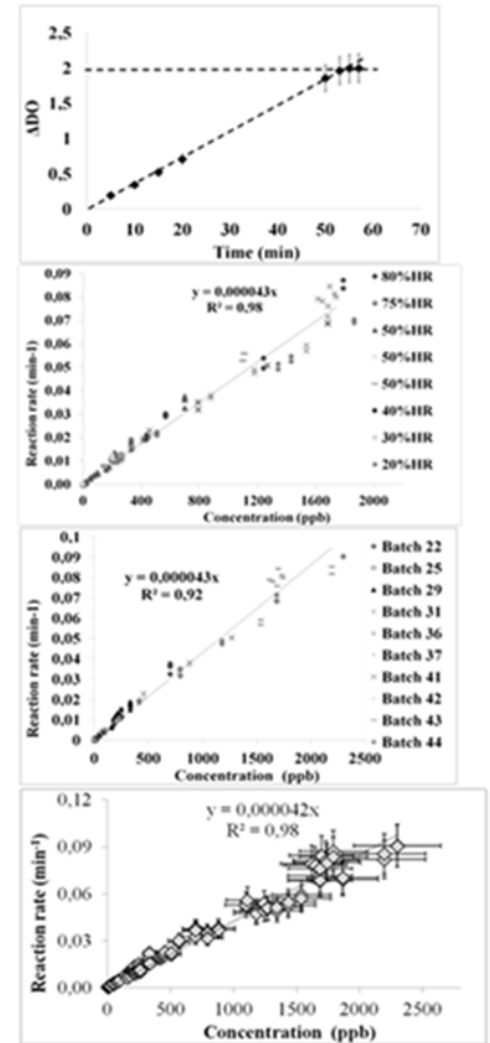 2,5
2
1,5
1
0,5
0
ΔDO
0 10 20 30 40 50 60 70
Time (min)
0,09
0,08
0,07
0,06
0,05
0,04
0,03
0,02
0,01
0,00
Reaction rate (min-1)
y = 0,000043x
R² = 0,98
80%HR
75%HR
50%HR
50%HR
50%HR
40%HR
30%HR
20%HR
0 400 800 1200 1600 2000
Concentration (ppb)
0,1
0,09
0,08
0,07
0,06
0,05
0,04
0,03
0,02
0,01
0
Reaction rate (min-1)
y = 0,000043x
R² = 0,92
Batch 22
Batch 25
Batch 29
Batch 31
Batch 36
Batch 37
Batch 41
Batch 42
Batch 43
Batch 44
0 500 1000 1500 2000 2500
Concentration (ppb)
0,12
0,09
0,06
0,03
0,00
Reaction rate (min⁻¹)
y = 0,000042x
R² = 0,98
0 500 1000 1500 2000 2500
Concentration (ppb)